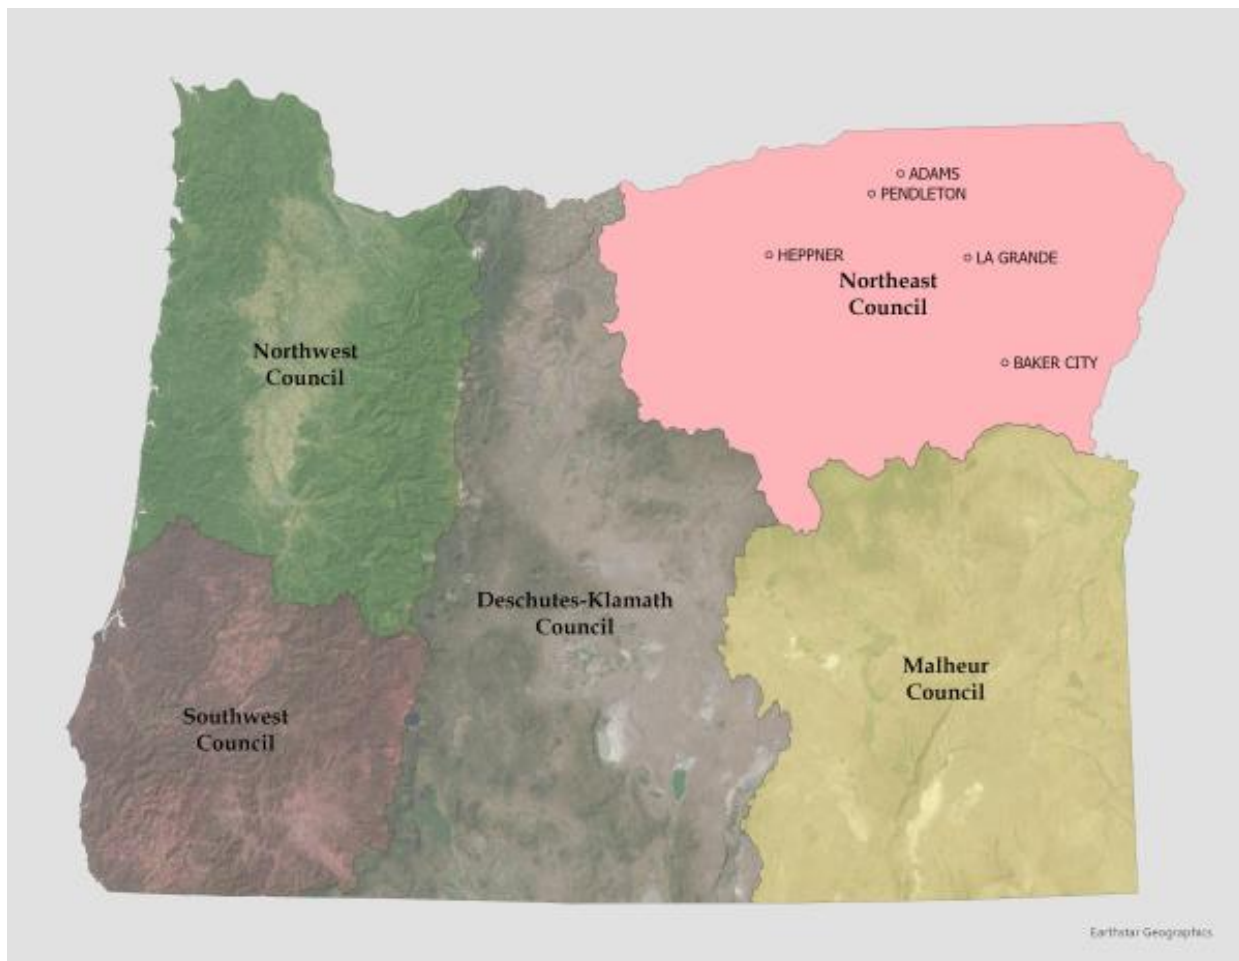 ADAMS
PENDLETON
HEPPNER
LA GRANDE
Northeast
Council
BAKER CITY
Northwest
Council
Deschutes-Klamath
Council
Malheur
Council
Southwest
Council
Earthstar Geographics